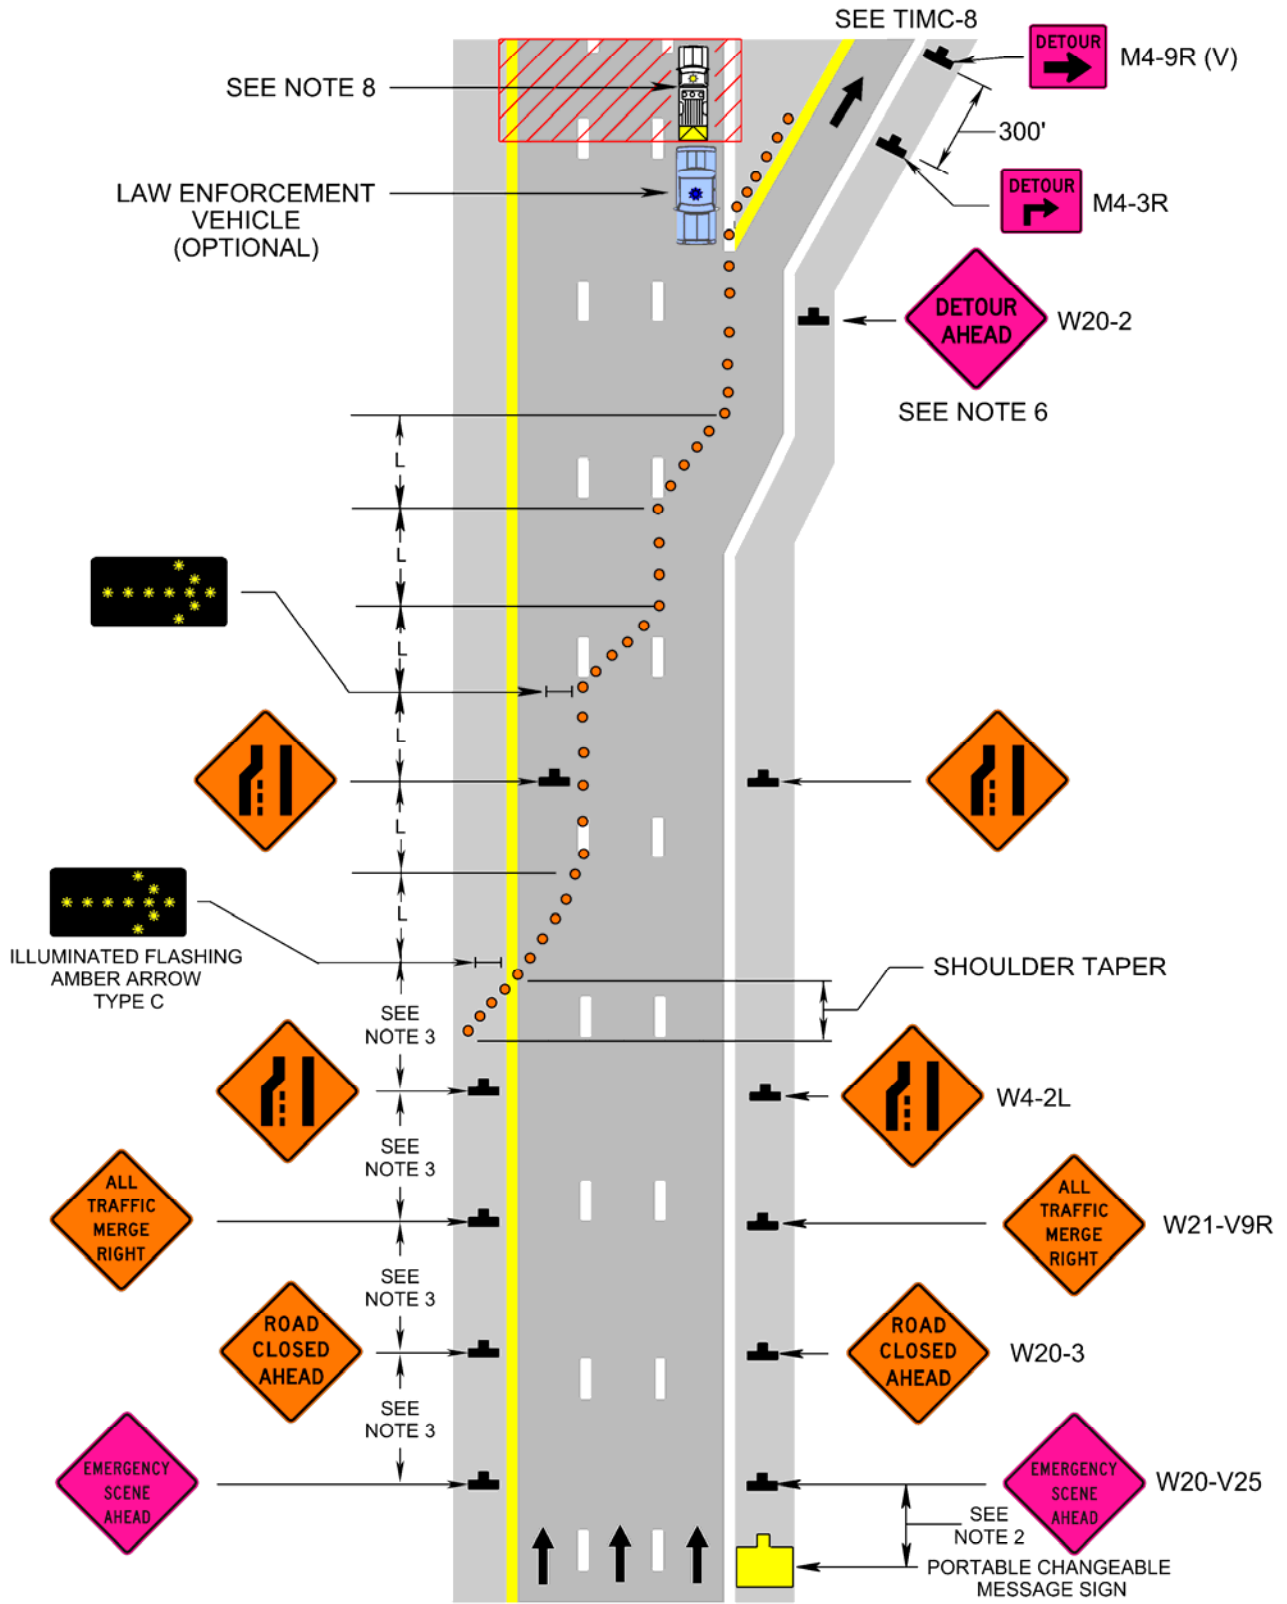 SEE TIMC-8
DETOUR
M4-9R (V)
SEE NOTE 8
300'
LAW ENFORCEMENT
VEHICLE
(OPTIONAL)
DETOUR
M4-3R
DETOUR
AHEAD
W20-2
SEE NOTE 6
L
L
L
L
L
L
ILLUMINATED FLASHING
AMBER ARROW
TYPE C
SHOULDER TAPER
SEE
NOTE 3
W4-2L
SEE
NOTE 3
ALL
TRAFFIC
MERGE
RIGHT
ALL
TRAFFIC
MERGE
RIGHT
W21-V9R
SEE
NOTE 3
ROAD
CLOSED
AHEAD
ROAD
CLOSED
AHEAD
W20-3
SEE
NOTE 3
EMERGENCY
SCENE
AHEAD
EMERGENCY
SCENE
AHEAD
W20-V25
SEE
NOTE 2
PORTABLE CHANGEABLE
MESSAGE SIGN